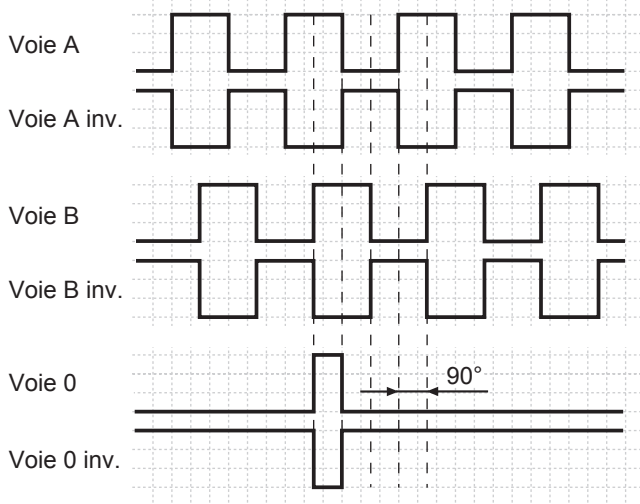 Voie A
Voie A inv.
Voie B
Voie B inv.
Voie 0
90°
Voie 0 inv.